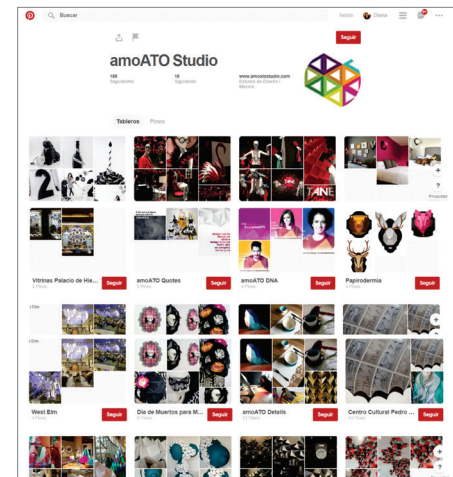 Buscar
Inicio
Diana
Seguir
amoATO Studio
Seguidores
Siguiendo
www.amoatostudio.com
Estudio de Diseño /
México
Tableros Pines
Pinquear
Vitrinas Palacio de Hie...
Seguir
amoATO Quotes
Seguir
amoATO DNA
Seguir
Papirodermia
Seguir
TANE
West Elm
Seguir
Día de Muertos para M...
Seguir
amoATO Details
Seguir
Centro Cultural Pedro ...
Seguir